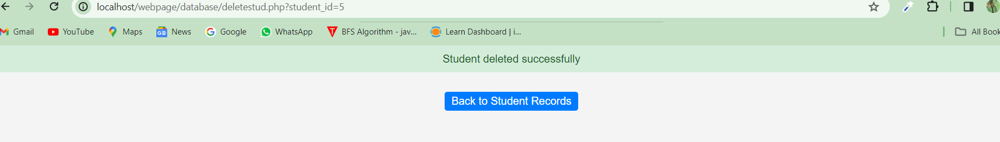 localhost/webpage/database/deletestud.php?student_id=5
Gmail YouTube Maps News Google WhatsApp BFS Algorithm - jav... Learn Dashboard | i... All Book
Student deleted successfully
Back to Student Records